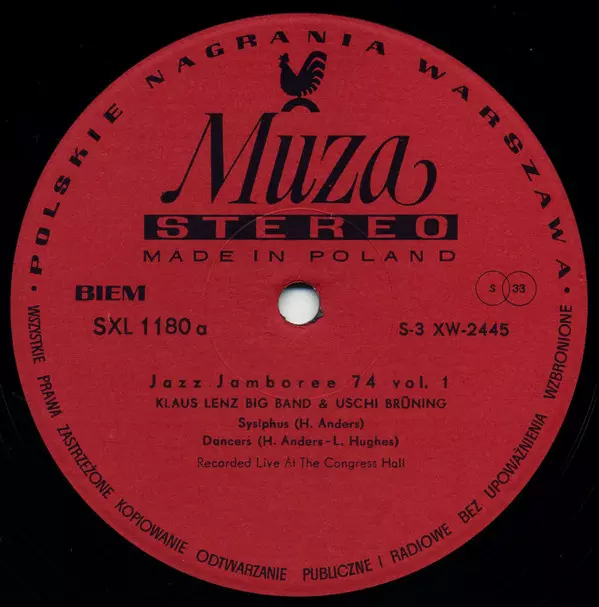 • POLSKIE NAGRANIA WARSZAWA •
Muza
STEREO
MADE IN POLAND
BIEM
S 33
SXL 1180 a
S-3 XW-2445
Jazz Jamboree 74 vol. 1
KLAUS LENZ BIG BAND & USCHI BRÜNING
Sysiphus (H. Anders)
Dancers (H. Anders-L. Hughes)
Recorded Live At The Congress Hall
WSZYSTKIE PRAWA ZASTRZEŻONE KOPIOWANIE ODTWARZANIE PUBLICZNE I RADIOWE BEZ UPOWAŻNIENIA WZBRONIONE